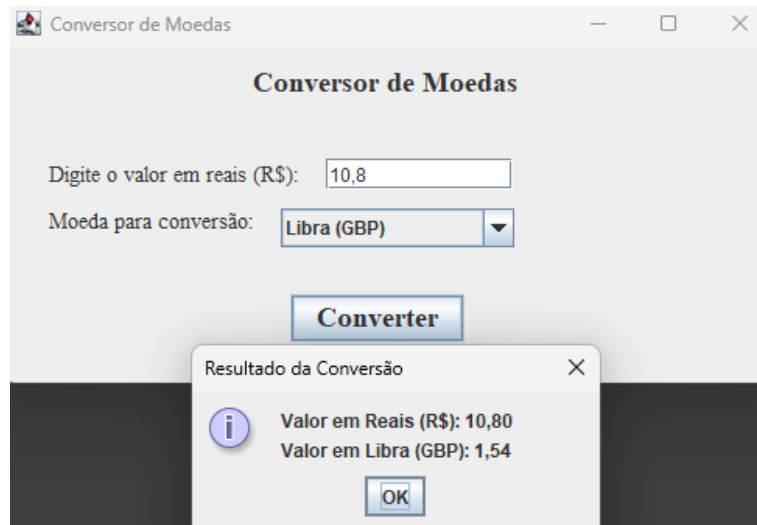 Conversor de Moedas
Conversor de Moedas
Digite o valor em reais (R$): 10,8
Moeda para conversão: Libra (GBP)
Converter
Resultado da Conversão
Valor em Reais (R$): 10,80
Valor em Libra (GBP): 1,54
OK